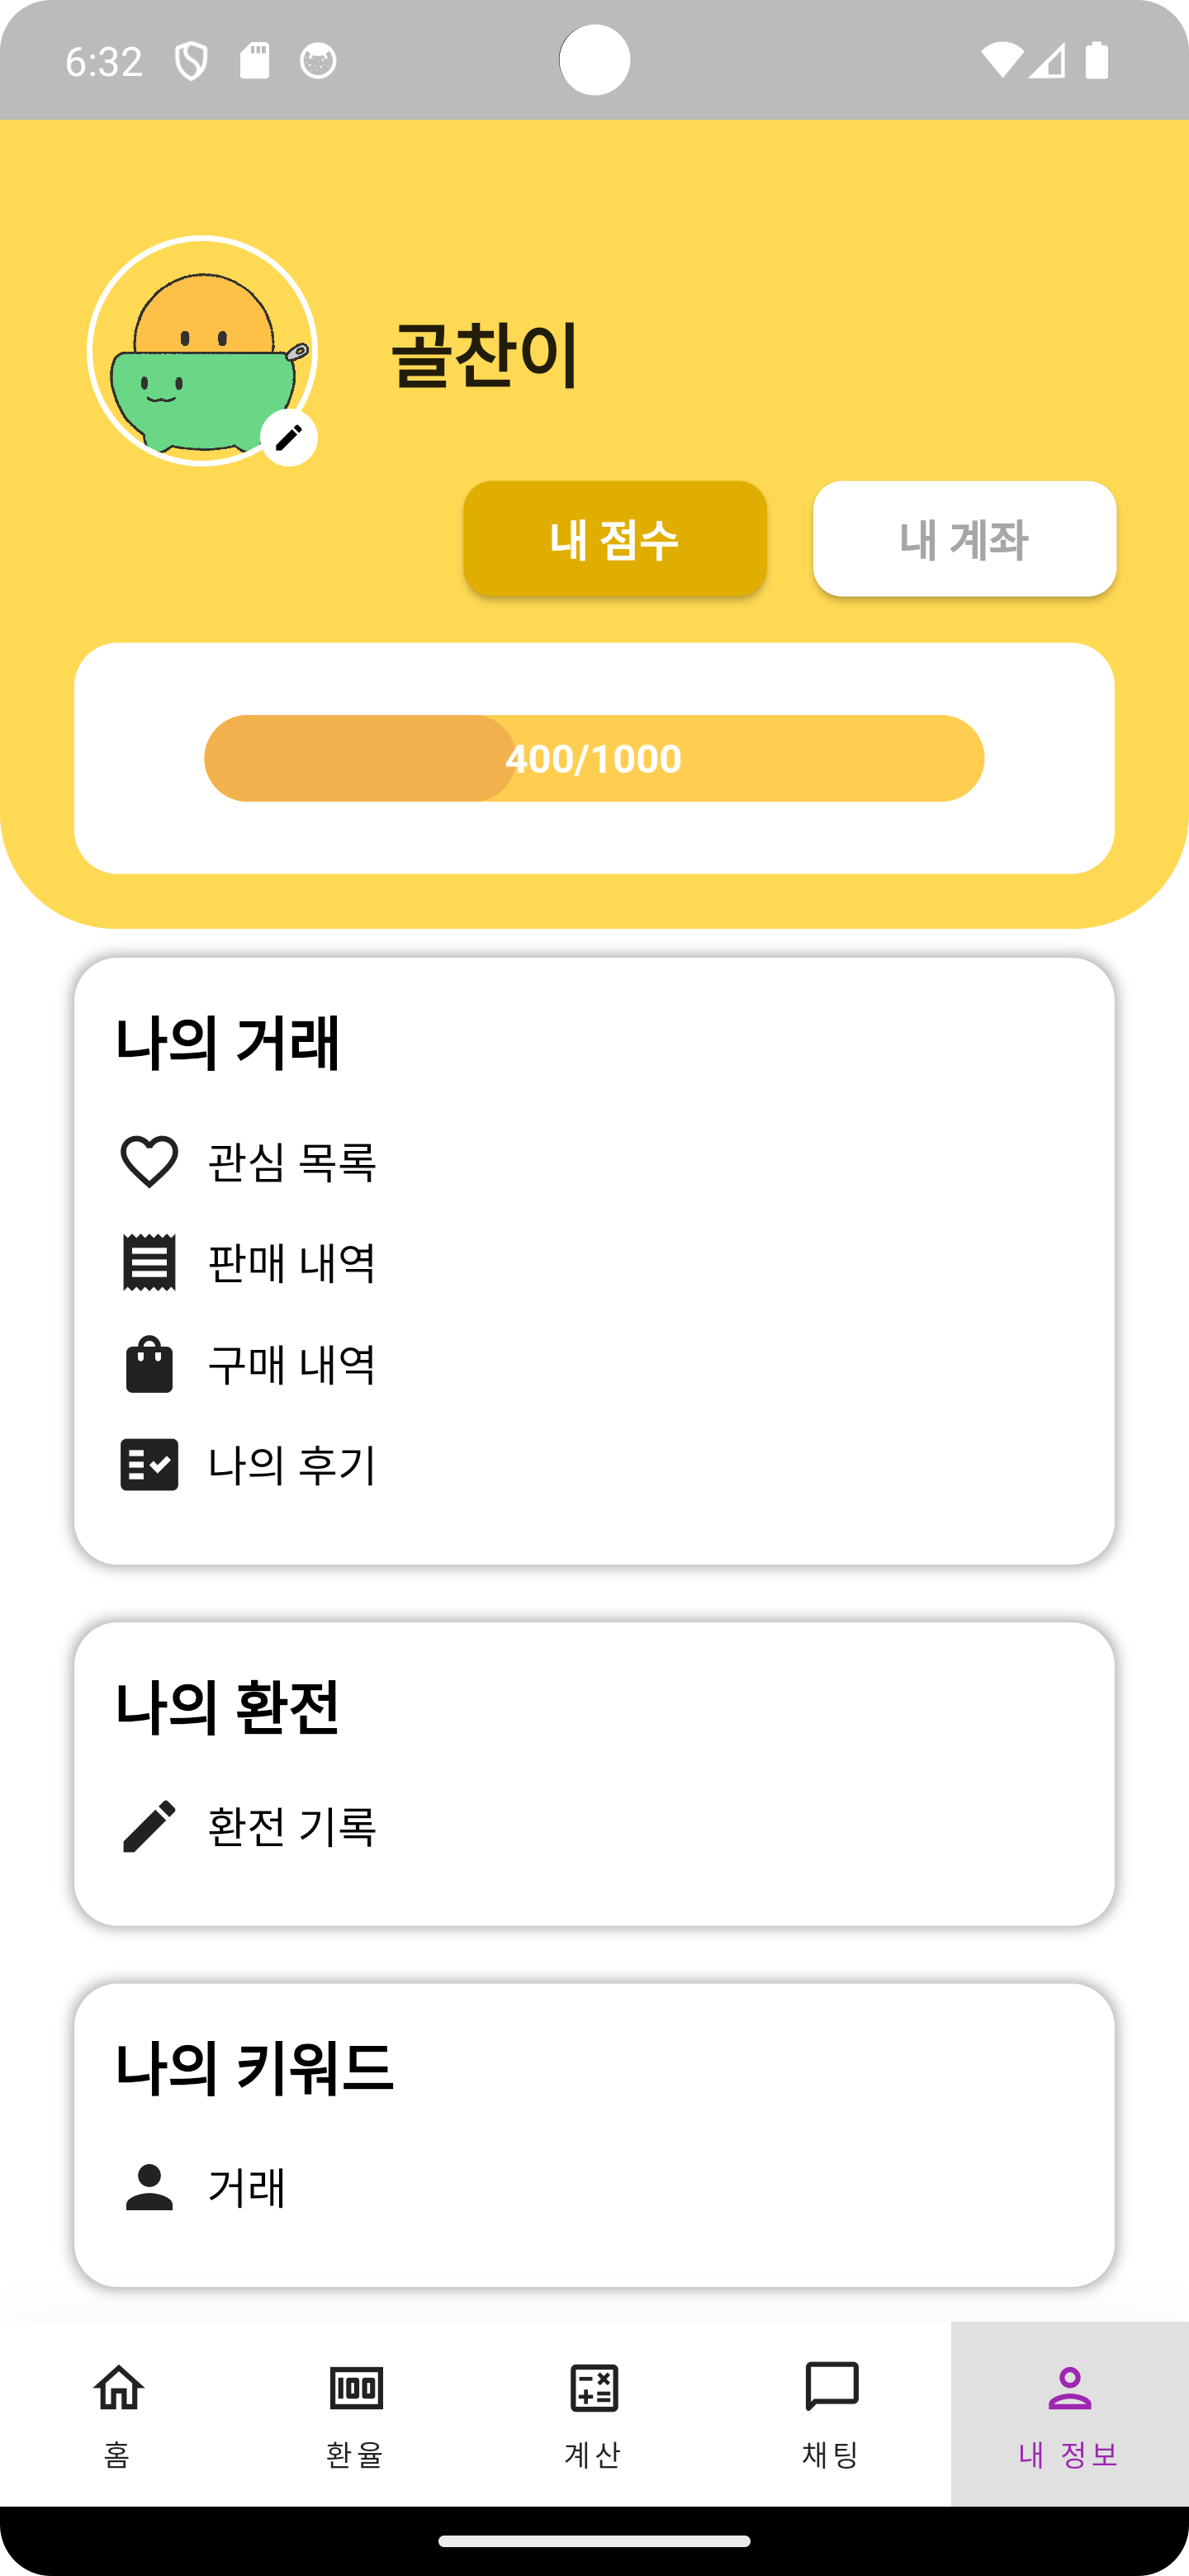 6:32
골찬이
내 점수
내 계좌
400/1000
나의 거래
관심 목록
판매 내역
구매 내역
나의 후기
나의 환전
환전 기록
나의 키워드
거래
홈
환율
계산
채팅
내 정보